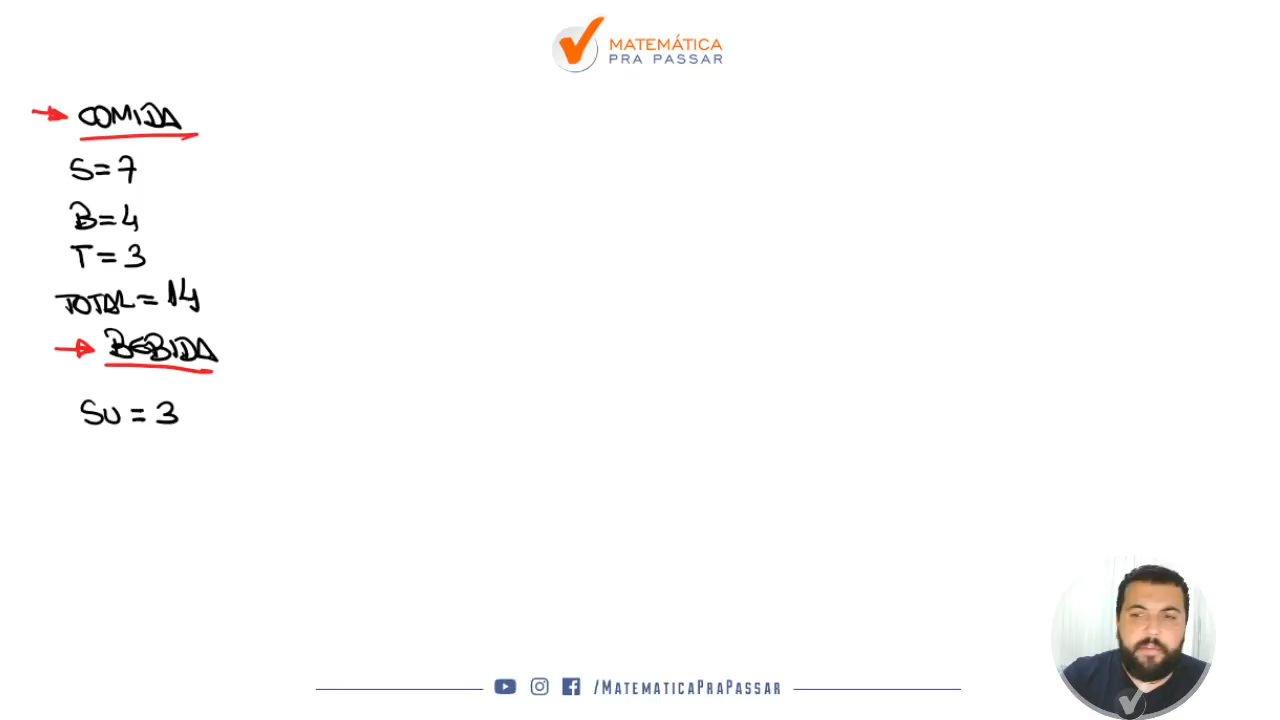 MATEMÁTICA
PRA PASSAR
COMIDA
S=7
B=4
T=3
TOTAL=14
BEBIDA
SU=3
/MATEMATICAPRAPASSAR